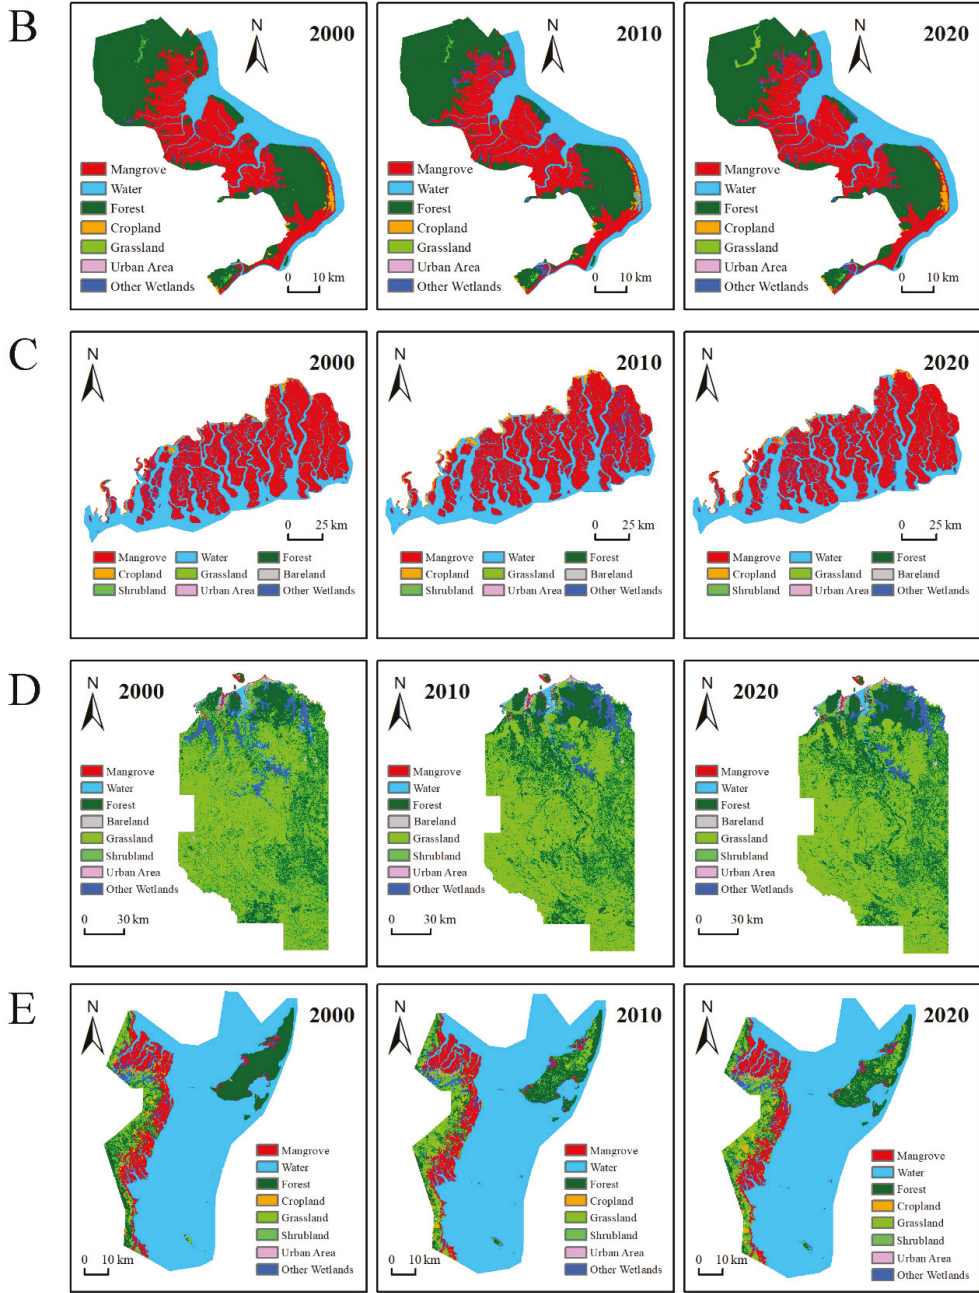 B
N
2000
Mangrove
Water
Forest
Cropland
Grassland
Urban Area
Other Wetlands
0 10 km
N
2010
Mangrove
Water
Forest
Cropland
Grassland
Urban Area
Other Wetlands
0 10 km
N
2020
Mangrove
Water
Forest
Cropland
Grassland
Urban Area
Other Wetlands
0 10 km
C
N
2000
0 25 km
Mangrove Water Forest
Cropland Grassland Bareland
Shrubland Urban Area Other Wetlands
N
2010
0 25 km
Mangrove Water Forest
Cropland Grassland Bareland
Shrubland Urban Area Other Wetlands
N
2020
0 25 km
Mangrove Water Forest
Cropland Grassland Bareland
Shrubland Urban Area Other Wetlands
D
N
2000
Mangrove
Water
Forest
Bareland
Grassland
Shrubland
Urban Area
Other Wetlands
0 30 km
N
2010
Mangrove
Water
Forest
Bareland
Grassland
Shrubland
Urban Area
Other Wetlands
0 30 km
N
2020
Mangrove
Water
Forest
Bareland
Grassland
Shrubland
Urban Area
Other Wetlands
0 30 km
E
N
2000
Mangrove
Water
Forest
Cropland
Grassland
Shrubland
Urban Area
Other Wetlands
0 10 km
N
2010
Mangrove
Water
Forest
Cropland
Grassland
Shrubland
Urban Area
Other Wetlands
0 10 km
N
2020
Mangrove
Water
Forest
Cropland
Grassland
Shrubland
Urban Area
Other Wetlands
0 10 km